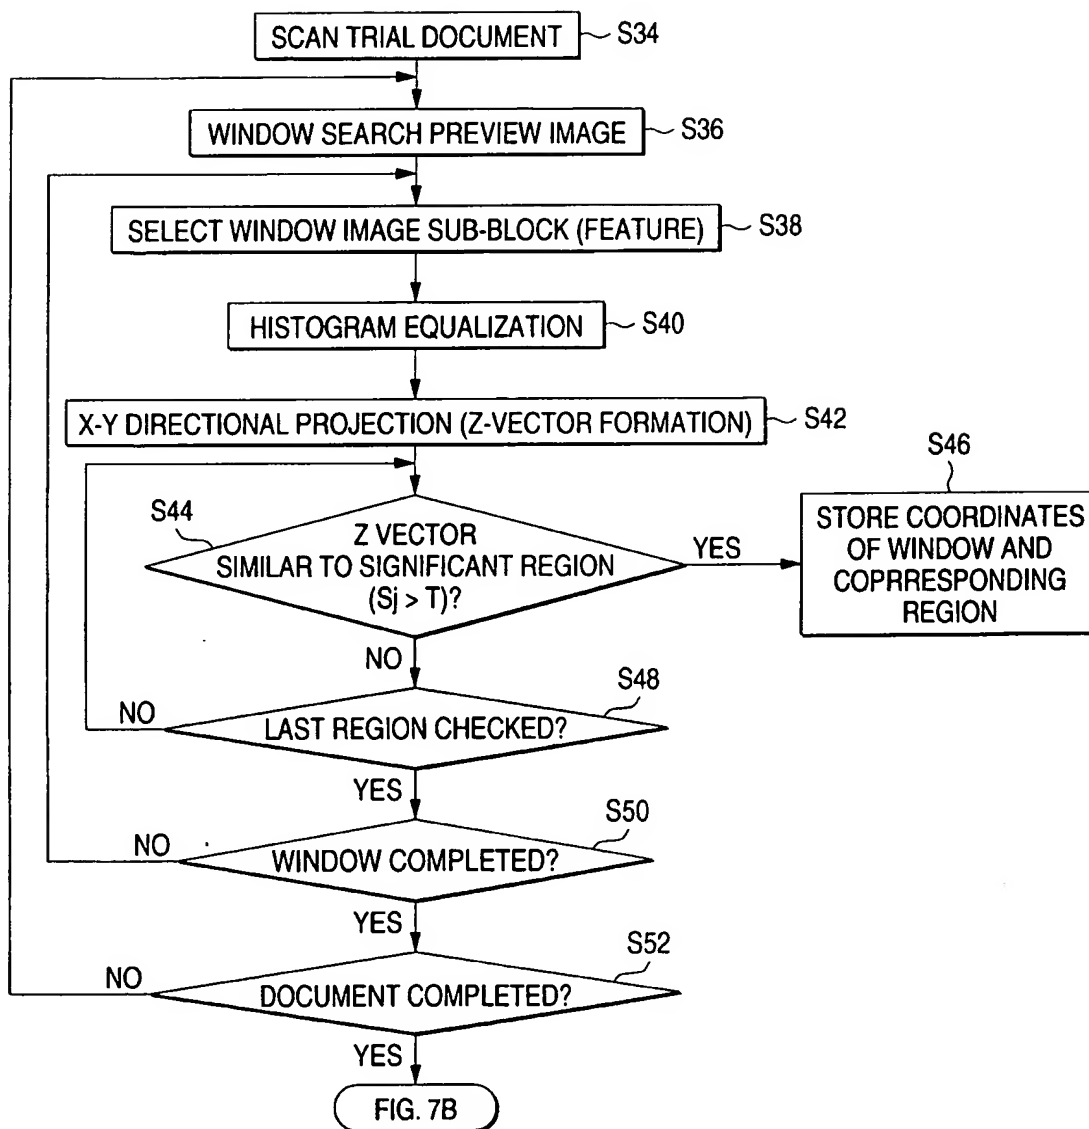 SCAN TRIAL DOCUMENT
S34
WINDOW SEARCH PREVIEW IMAGE
S36
SELECT WINDOW IMAGE SUB-BLOCK (FEATURE)
S38
HISTOGRAM EQUALIZATION
S40
X-Y DIRECTIONAL PROJECTION (Z-VECTOR FORMATION)
S42
S44
Z VECTOR
SIMILAR TO SIGNIFICANT REGION
(Sj > T)?
YES
S46
STORE COORDINATES
OF WINDOW AND
COPRRESPONDING
REGION
NO
S48
LAST REGION CHECKED?
NO
YES
S50
WINDOW COMPLETED?
NO
YES
S52
DOCUMENT COMPLETED?
NO
YES
FIG. 7B